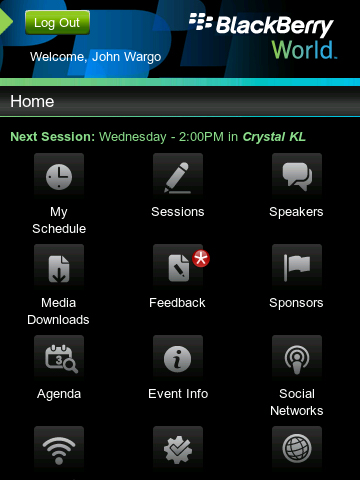 Log Out
BlackBerry
World™
Welcome, John Wargo
Home
Next Session: Wednesday - 2:00PM in Crystal KL
My
Schedule
Sessions
Speakers
Media
Downloads
Feedback
Sponsors
Agenda
Event Info
Social
Networks